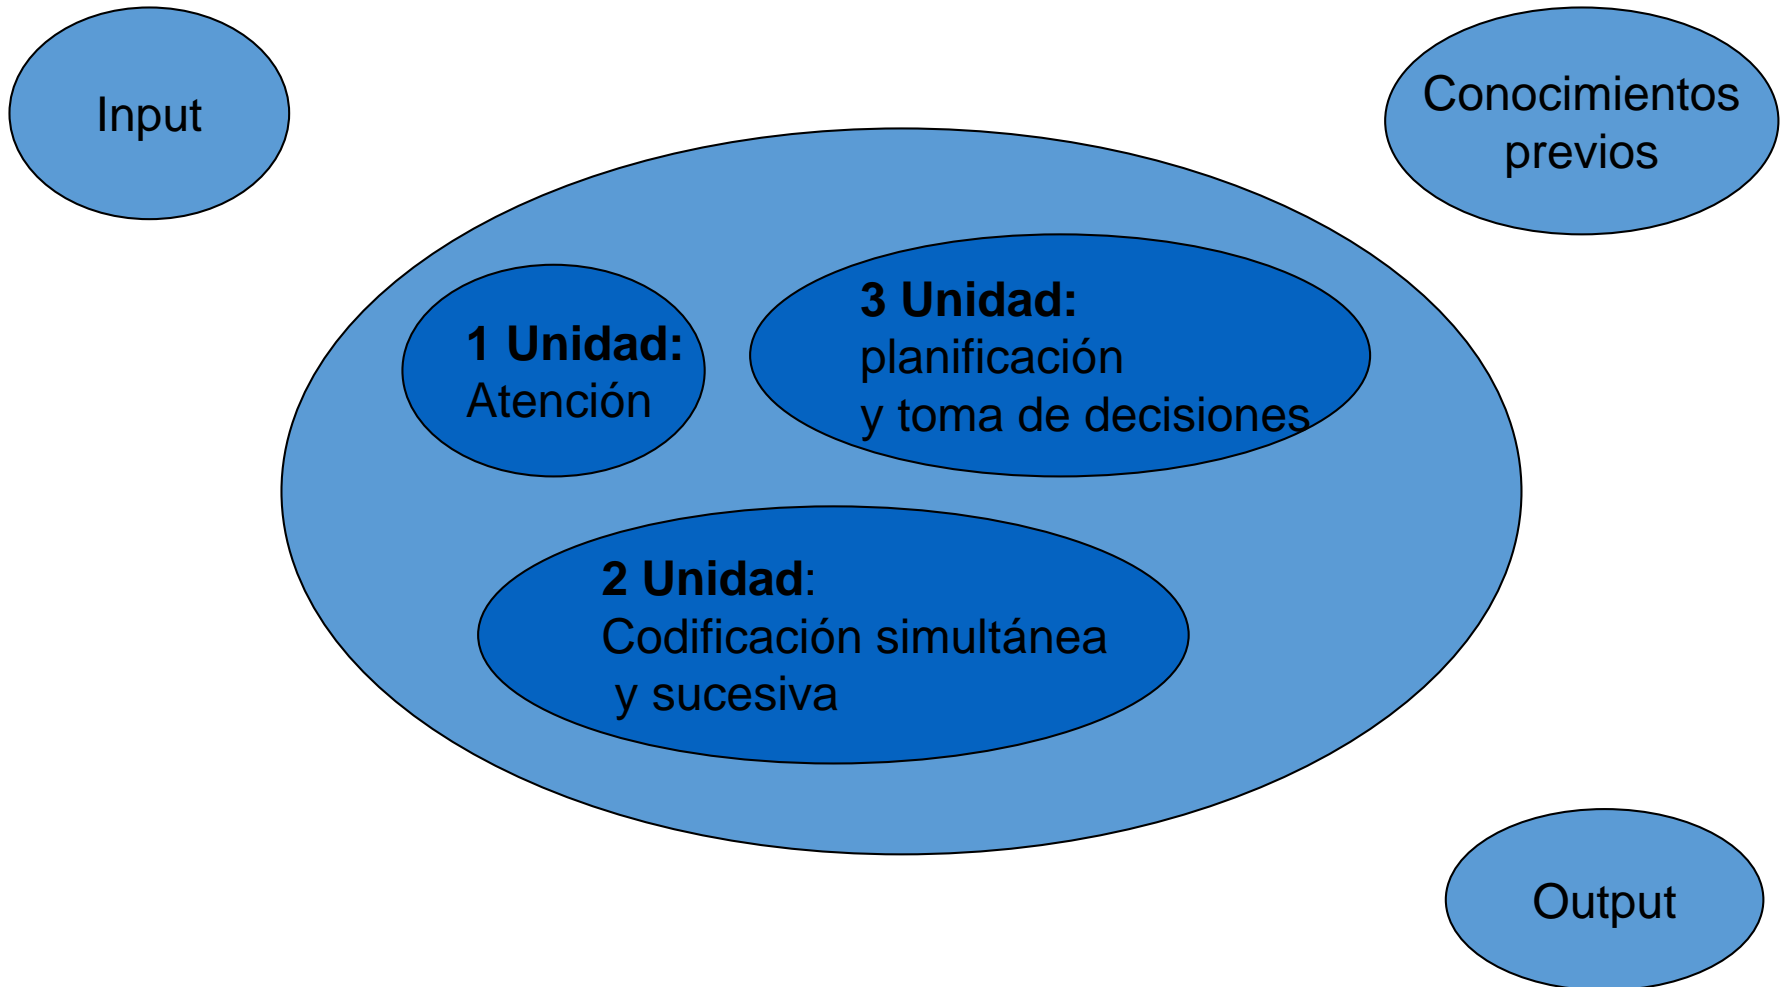 Input
Conocimientos
previos
1 Unidad:
Atención
3 Unidad:
planificación
y toma de decisiones
2 Unidad:
Codificación simultánea
y sucesiva
Output